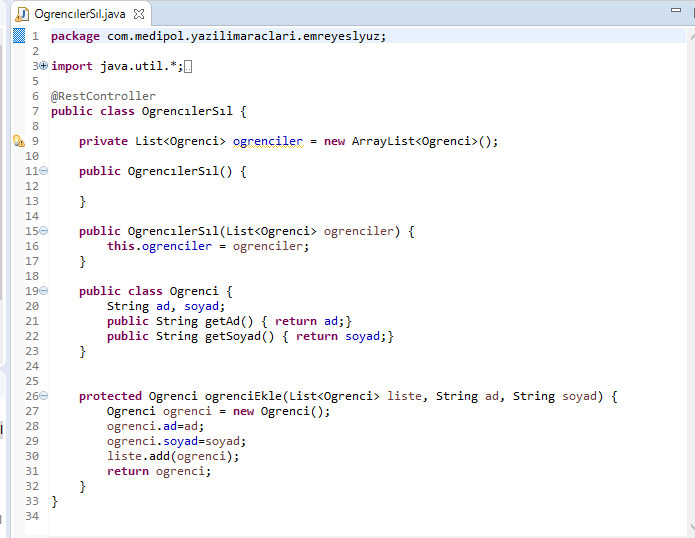 OgrencılerSıl.java
1 package com.medipol.yazilimaraclari.emreyeslyuz;
2
3 import java.util.*;
5
6 @RestController
7 public class OgrencılerSıl {
8
9 private List<Ogrenci> ogrenciler = new ArrayList<Ogrenci>();
10
11 public OgrencılerSıl() {
12
13 }
14
15 public OgrencılerSıl(List<Ogrenci> ogrenciler) {
16 this.ogrenciler = ogrenciler;
17 }
18
19 public class Ogrenci {
20 String ad, soyad;
21 public String getAd() { return ad;}
22 public String getSoyad() { return soyad;}
23 }
24
25
26 protected Ogrenci ogrenciEkle(List<Ogrenci> liste, String ad, String soyad) {
27 Ogrenci ogrenci = new Ogrenci();
28 ogrenci.ad=ad;
29 ogrenci.soyad=soyad;
30 liste.add(ogrenci);
31 return ogrenci;
32 }
33 }
34